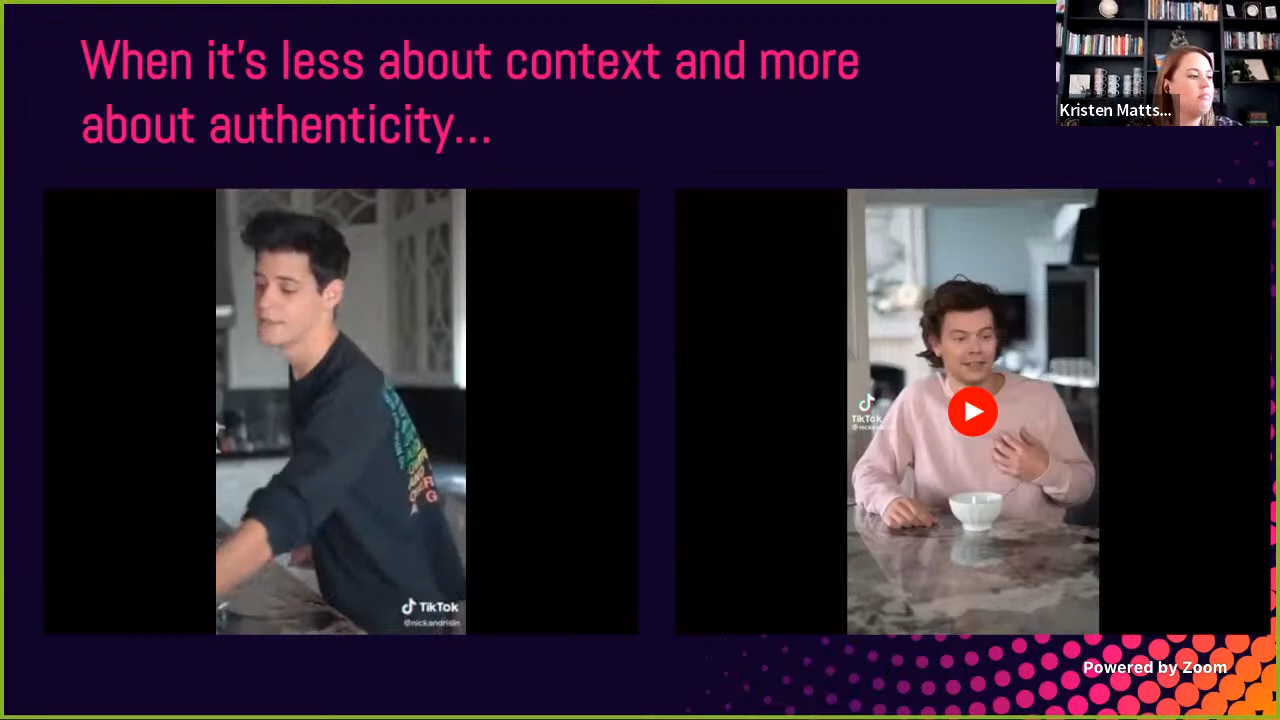 When it's less about context and more
about authenticity...
Kristen Matts...
TikTok
@nickandrisin
TikTok
Powered by Zoom